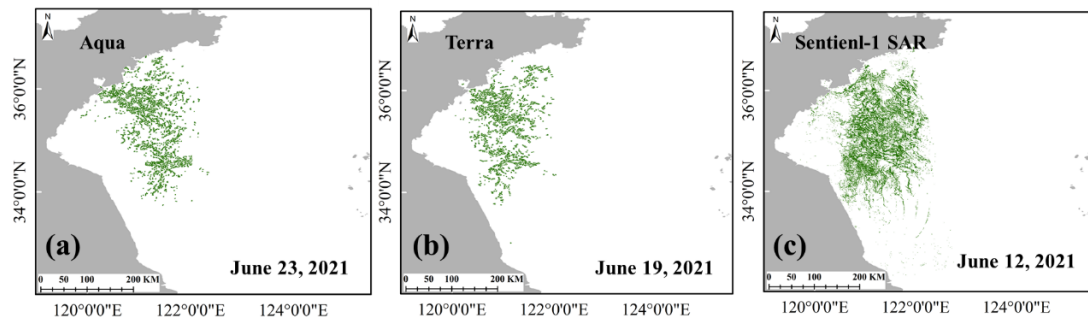 N
Aqua
36°0'0"N
34°0'0"N
(a)
June 23, 2021
0 50 100 200 KM
120°0'0"E 122°0'0"E 124°0'0"E
N
Terra
36°0'0"N
34°0'0"N
(b)
June 19, 2021
0 50 100 200 KM
120°0'0"E 122°0'0"E 124°0'0"E
N
Sentienl-1 SAR
36°0'0"N
34°0'0"N
(c)
June 12, 2021
0 50 100 200 KM
120°0'0"E 122°0'0"E 124°0'0"E